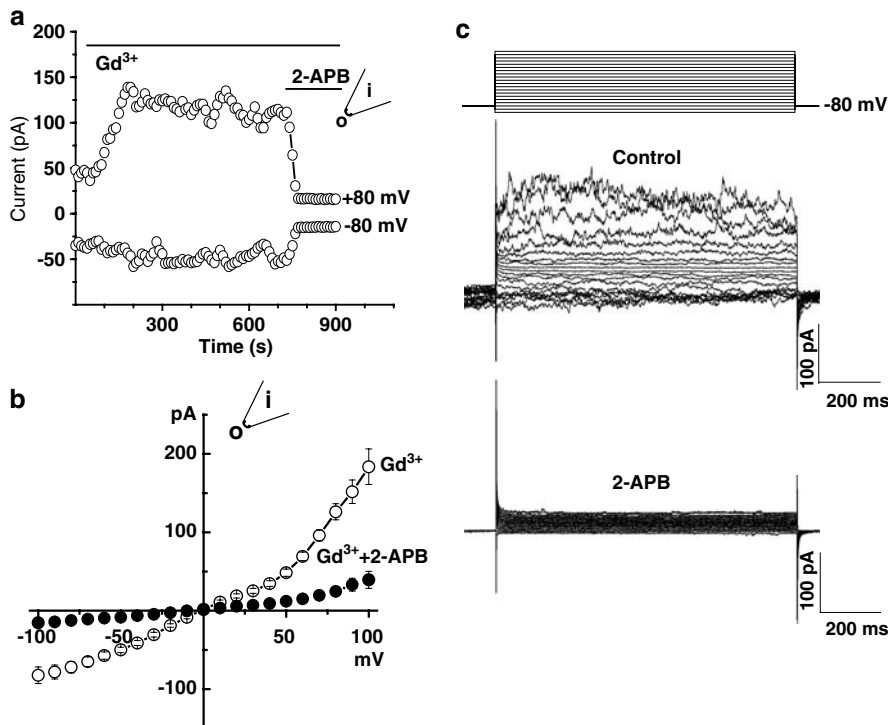 a
200
150
100
50
0
-50
Current (pA)
Gd³⁺
2-APB
i
o
+80 mV
-80 mV
300 600 900
Time (s)
b
pA
200
100
-100
-100 -50 50 100
mV
i
o
Gd³⁺
Gd³⁺+2-APB
c
-80 mV
Control
100 pA
200 ms
2-APB
100 pA
200 ms